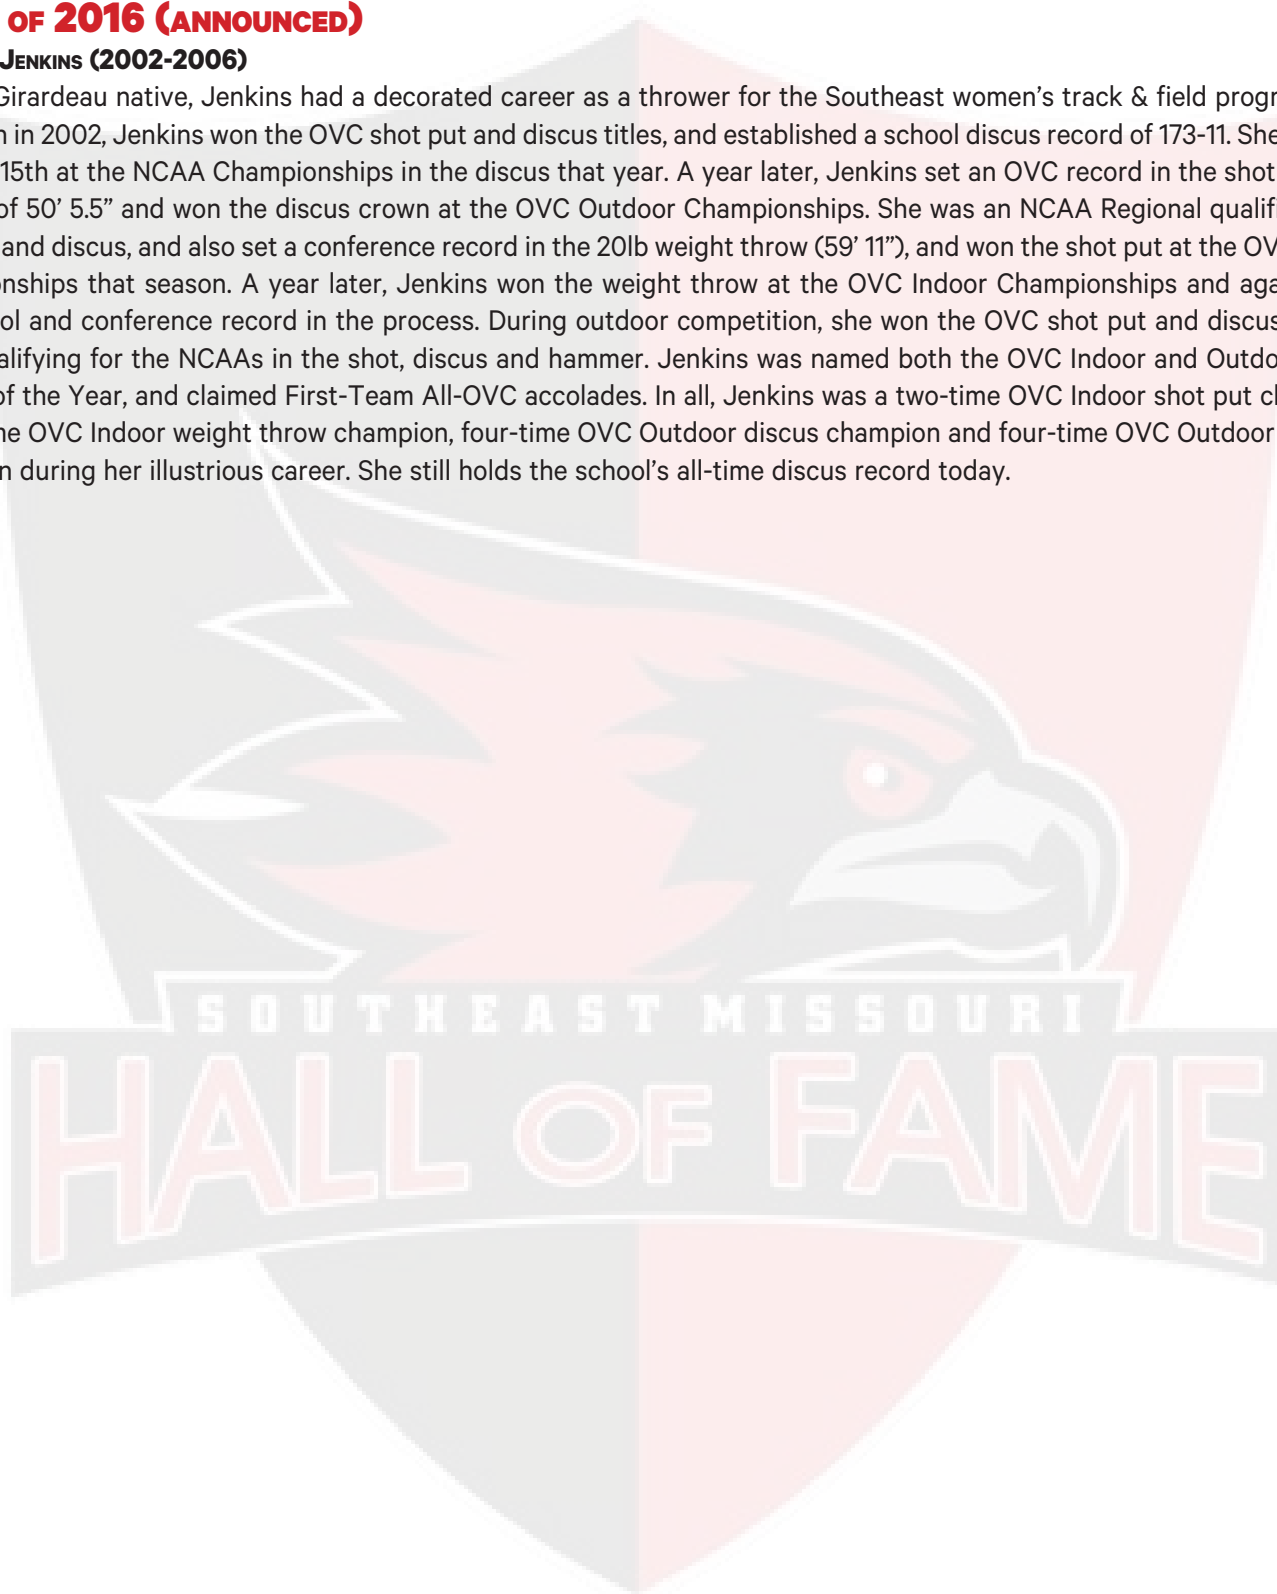 OF 2016 (ANNOUNCED)
JENKINS (2002-2006)
Girardeau native, Jenkins had a decorated career as a thrower for the Southeast women’s track & field progr
n in 2002, Jenkins won the OVC shot put and discus titles, and established a school discus record of 173-11. She
15th at the NCAA Championships in the discus that year. A year later, Jenkins set an OVC record in the shot
of 50’ 5.5” and won the discus crown at the OVC Outdoor Championships. She was an NCAA Regional qualifi
and discus, and also set a conference record in the 20lb weight throw (59’ 11”), and won the shot put at the OV
onships that season. A year later, Jenkins won the weight throw at the OVC Indoor Championships and aga
ol and conference record in the process. During outdoor competition, she won the OVC shot put and discus
alifying for the NCAAs in the shot, discus and hammer. Jenkins was named both the OVC Indoor and Outdo
of the Year, and claimed First-Team All-OVC accolades. In all, Jenkins was a two-time OVC Indoor shot put c
ne OVC Indoor weight throw champion, four-time OVC Outdoor discus champion and four-time OVC Outdoor
n during her illustrious career. She still holds the school’s all-time discus record today.
SOUTHEAST MISSOURI
HALL OF FAME